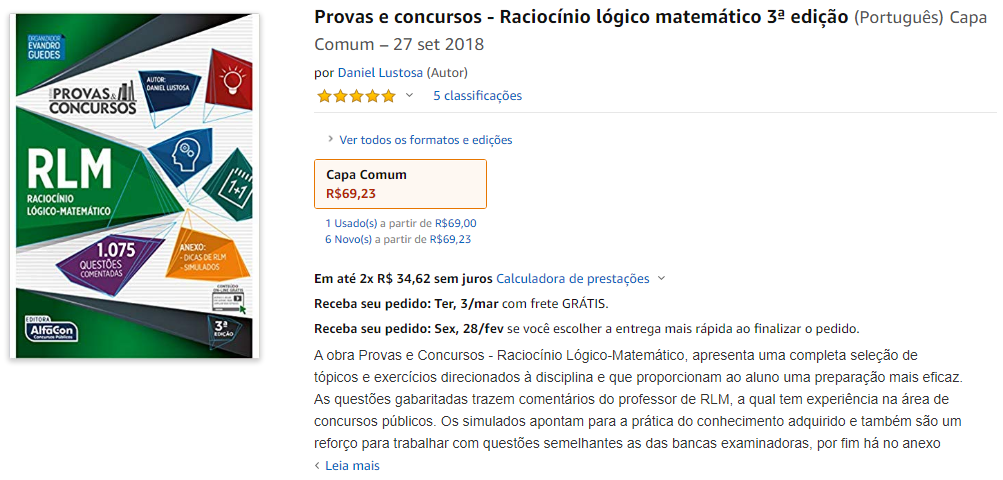 ORGANIZADOR
EVANDRO
GUEDES
PROVAS &
CONCURSOS
AUTOR:
DANIEL LUSTOSA
RLM
RACIOCÍNIO
LÓGICO-MATEMÁTICO
1+1
1.075
QUESTÕES
COMENTADAS
ANEXO:
- DICAS DE RLM
- SIMULADOS
CONTEÚDO
ON-LINE GRÁTIS
EDITORA
AlfaCon
Concursos Públicos
3ª
EDIÇÃO
Provas e concursos - Raciocínio lógico matemático 3ª edição (Português) Capa
Comum – 27 set 2018
por Daniel Lustosa (Autor)
5 classificações
Ver todos os formatos e edições
Capa Comum
R$69,23
1 Usado(s) a partir de R$69,00
6 Novo(s) a partir de R$69,23
Em até 2x R$ 34,62 sem juros Calculadora de prestações
Receba seu pedido: Ter, 3/mar com frete GRÁTIS.
Receba seu pedido: Sex, 28/fev se você escolher a entrega mais rápida ao finalizar o pedido.
A obra Provas e Concursos - Raciocínio Lógico-Matemático, apresenta uma completa seleção de
tópicos e exercícios direcionados à disciplina e que proporcionam ao aluno uma preparação mais eficaz.
As questões gabaritadas trazem comentários do professor de RLM, a qual tem experiência na área de
concursos públicos. Os simulados apontam para a prática do conhecimento adquirido e também são um
reforço para trabalhar com questões semelhantes as das bancas examinadoras, por fim há no anexo
Leia mais